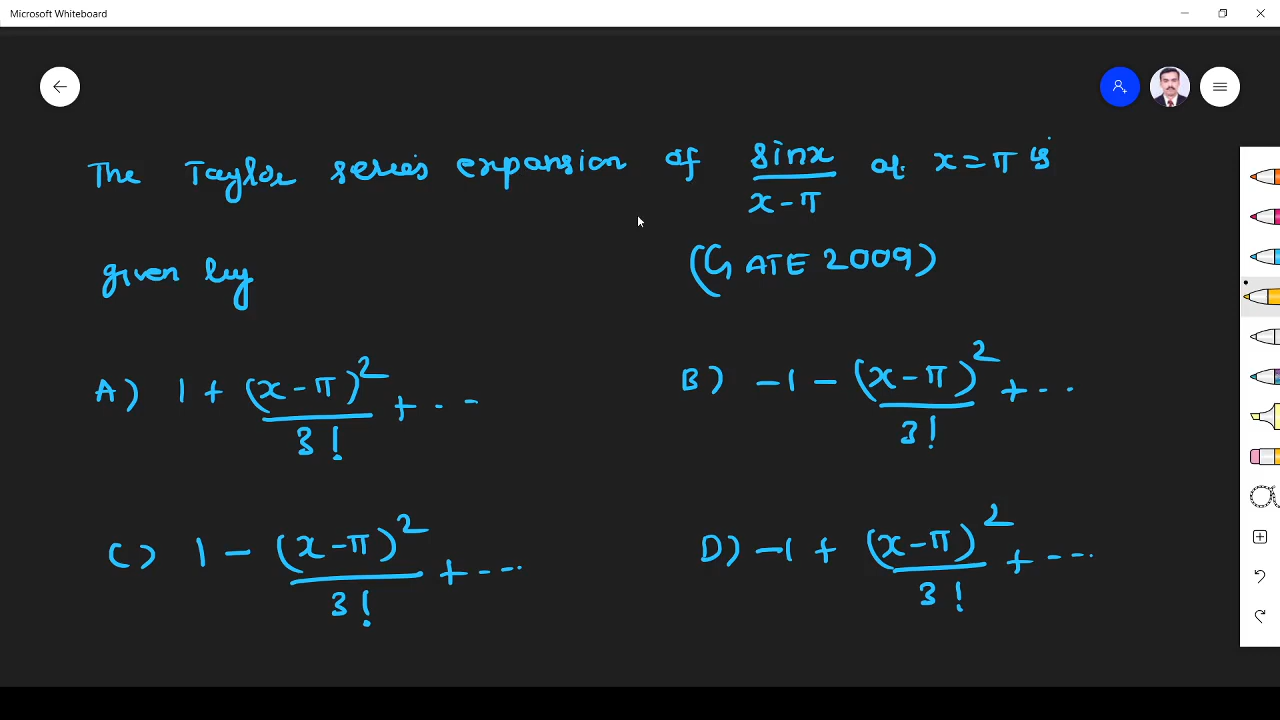 Microsoft Whiteboard
The Taylor series expansion of sinx/(x-π) at x=π is
given by (GATE 2009)
A) 1 + (x-π)²/3! + --- B) -1 - (x-π)²/3! + ---
C) 1 - (x-π)²/3! + --- D) -1 + (x-π)²/3! + ---